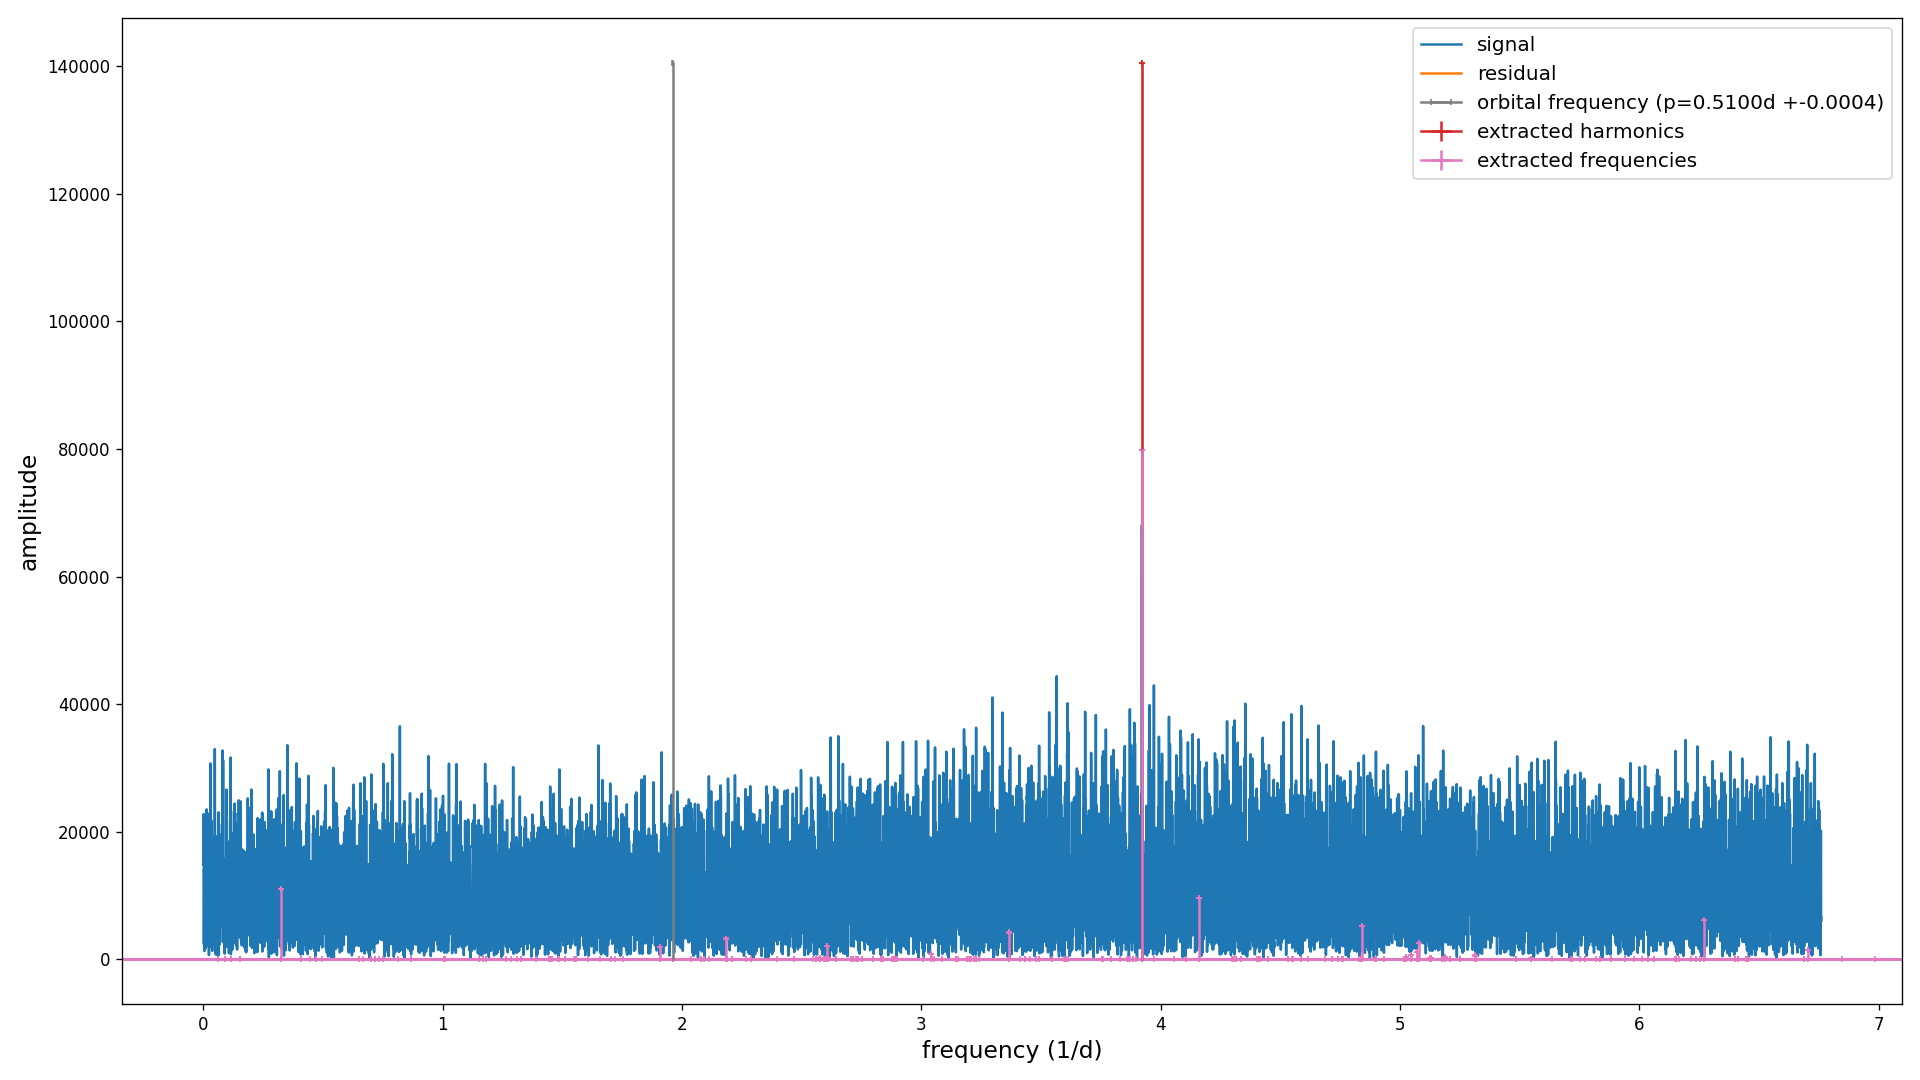 signal
residual
orbital frequency (p=0.5100d +-0.0004)
extracted harmonics
extracted frequencies
140000
120000
100000
80000
60000
40000
20000
0
amplitude
0 1 2 3 4 5 6 7
frequency (1/d)